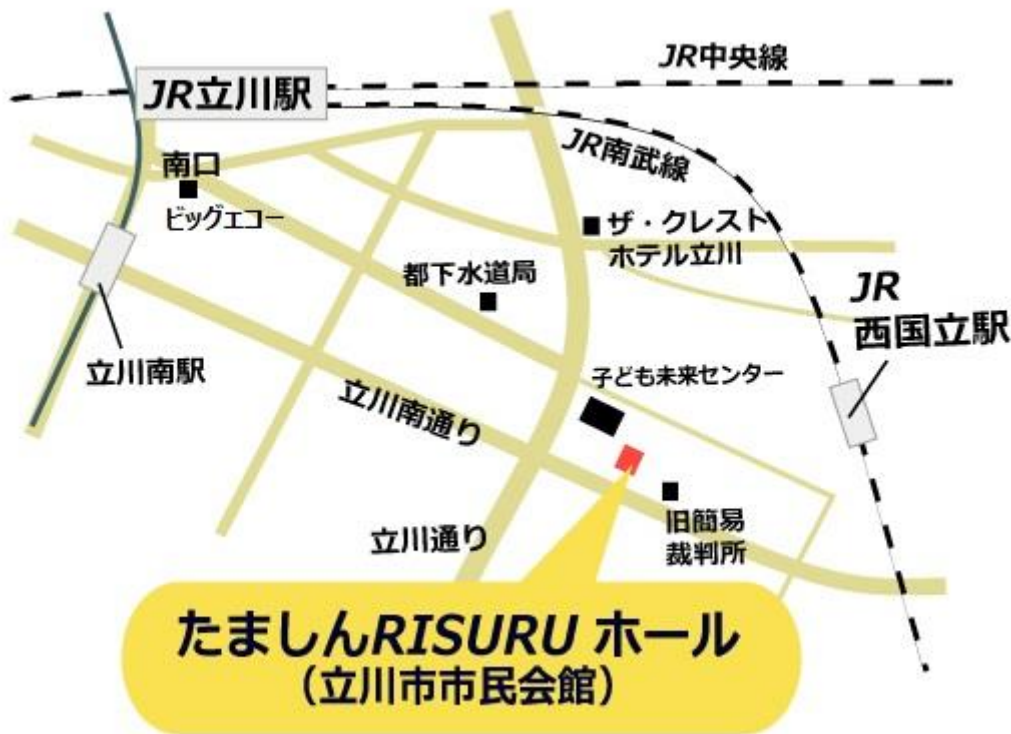 JR中央線
JR立川駅
JR南武線
南口
ビッグエコー
ザ・クレスト
ホテル立川
都下水道局
JR
西国立駅
立川南駅
子ども未来センター
立川南通り
旧簡易
裁判所
立川通り
たましんRISURU ホール
（立川市市民会館）